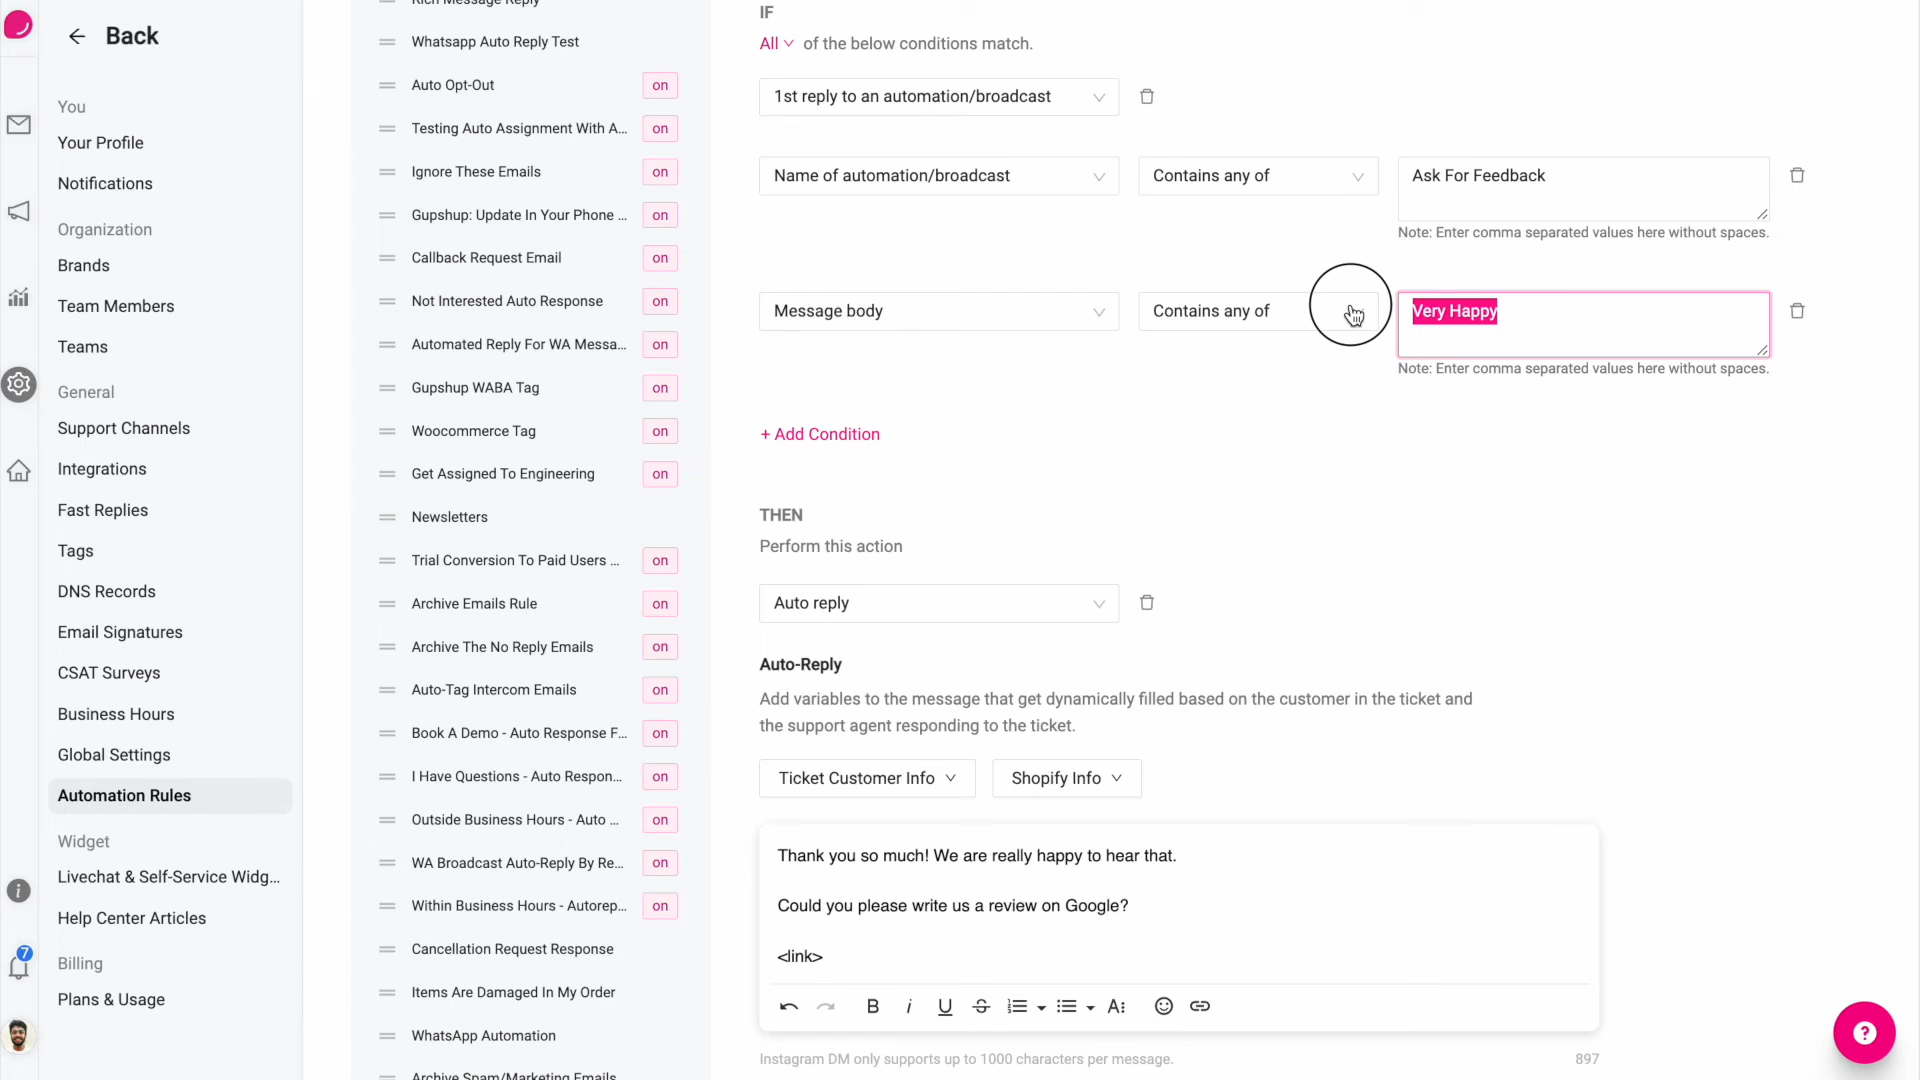 Back
You
Your Profile
Notifications
Organization
Brands
Team Members
Teams
General
Support Channels
Integrations
Fast Replies
Tags
DNS Records
Email Signatures
CSAT Surveys
Business Hours
Global Settings
Automation Rules
Widget
Livechat & Self-Service Widg...
Help Center Articles
Billing
Plans & Usage
7
Rich Message Reply
Whatsapp Auto Reply Test
Auto Opt-Out on
Testing Auto Assignment With A... on
Ignore These Emails on
Gupshup: Update In Your Phone ... on
Callback Request Email on
Not Interested Auto Response on
Automated Reply For WA Messa... on
Gupshup WABA Tag on
Woocommerce Tag on
Get Assigned To Engineering on
Newsletters
Trial Conversion To Paid Users ... on
Archive Emails Rule on
Archive The No Reply Emails on
Auto-Tag Intercom Emails on
Book A Demo - Auto Response F... on
I Have Questions - Auto Respon... on
Outside Business Hours - Auto ... on
WA Broadcast Auto-Reply By Re... on
Within Business Hours - Autorep... on
Cancellation Request Response
Items Are Damaged In My Order
WhatsApp Automation
Archive Spam/Marketing Emails
IF
All of the below conditions match.
1st reply to an automation/broadcast
Name of automation/broadcast Contains any of Ask For Feedback
Note: Enter comma separated values here without spaces.
Message body Contains any of Very Happy
Note: Enter comma separated values here without spaces.
+ Add Condition
THEN
Perform this action
Auto reply
Auto-Reply
Add variables to the message that get dynamically filled based on the customer in the ticket and
the support agent responding to the ticket.
Ticket Customer Info Shopify Info
Thank you so much! We are really happy to hear that.
Could you please write us a review on Google?
<link>
Instagram DM only supports up to 1000 characters per message. 897